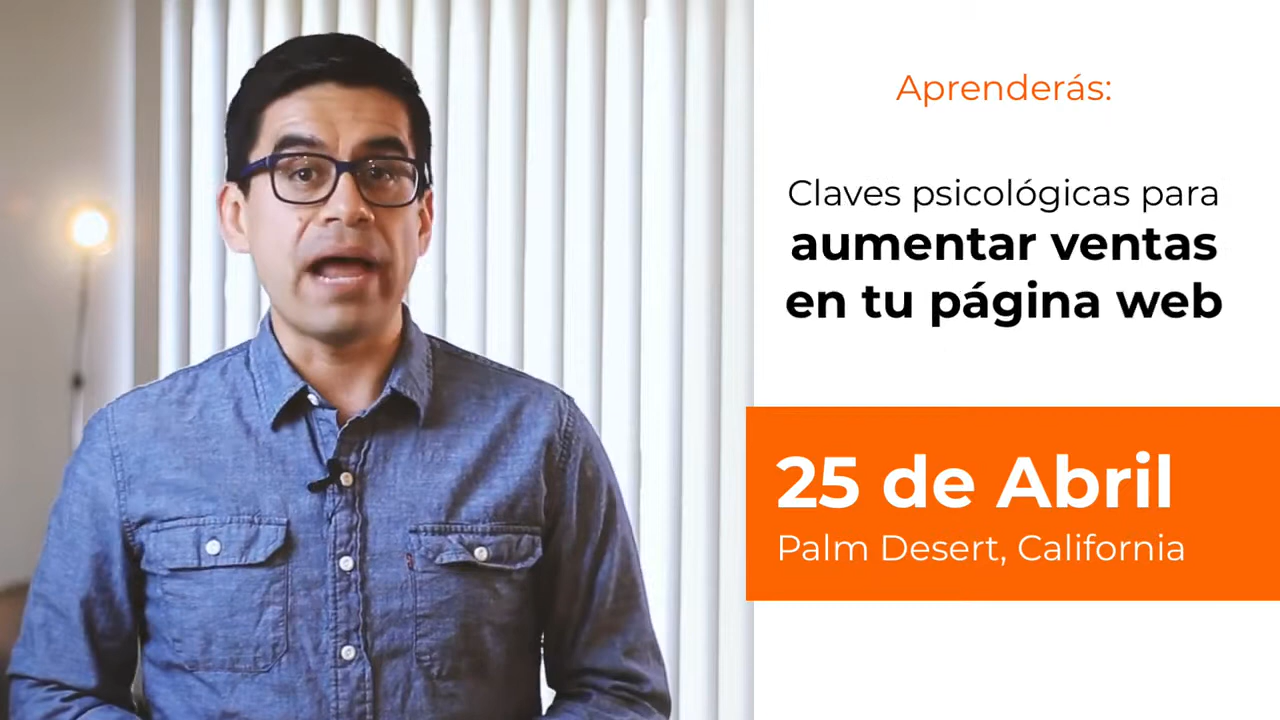 Aprenderás:
Claves psicológicas para
aumentar ventas
en tu página web
25 de Abril
Palm Desert, California